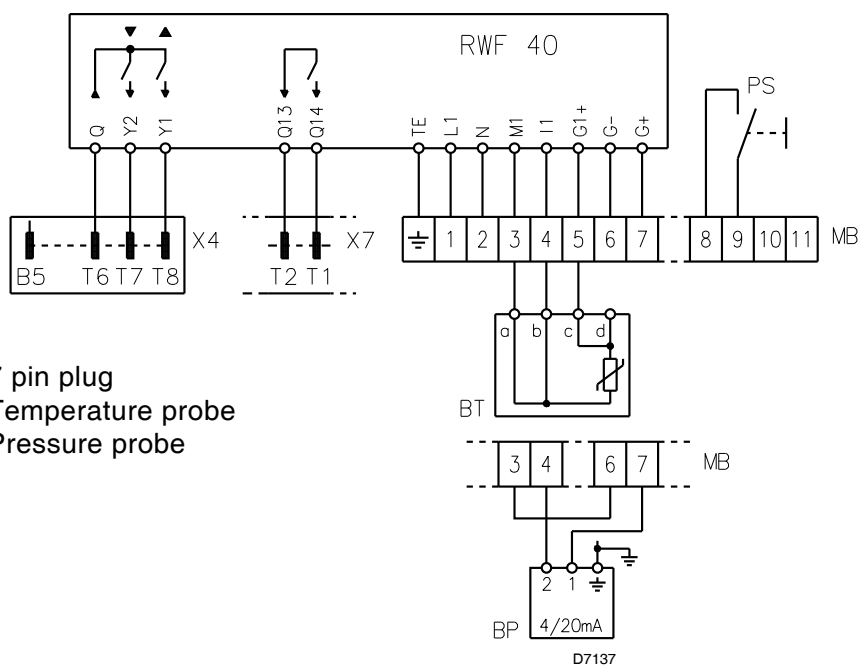 RWF 40
Q Y2 Y1 Q13 Q14 TE L1 N M1 I1 G1+ G- G+
PS
B5 T6 T7 T8 X4
T2 T1 X7
1 2 3 4 5 6 7 8 9 10 11 MB
a b c d
BT
pin plug
Temperature probe
Pressure probe
3 4 6 7 MB
2 1
BP 4/20mA
D7137